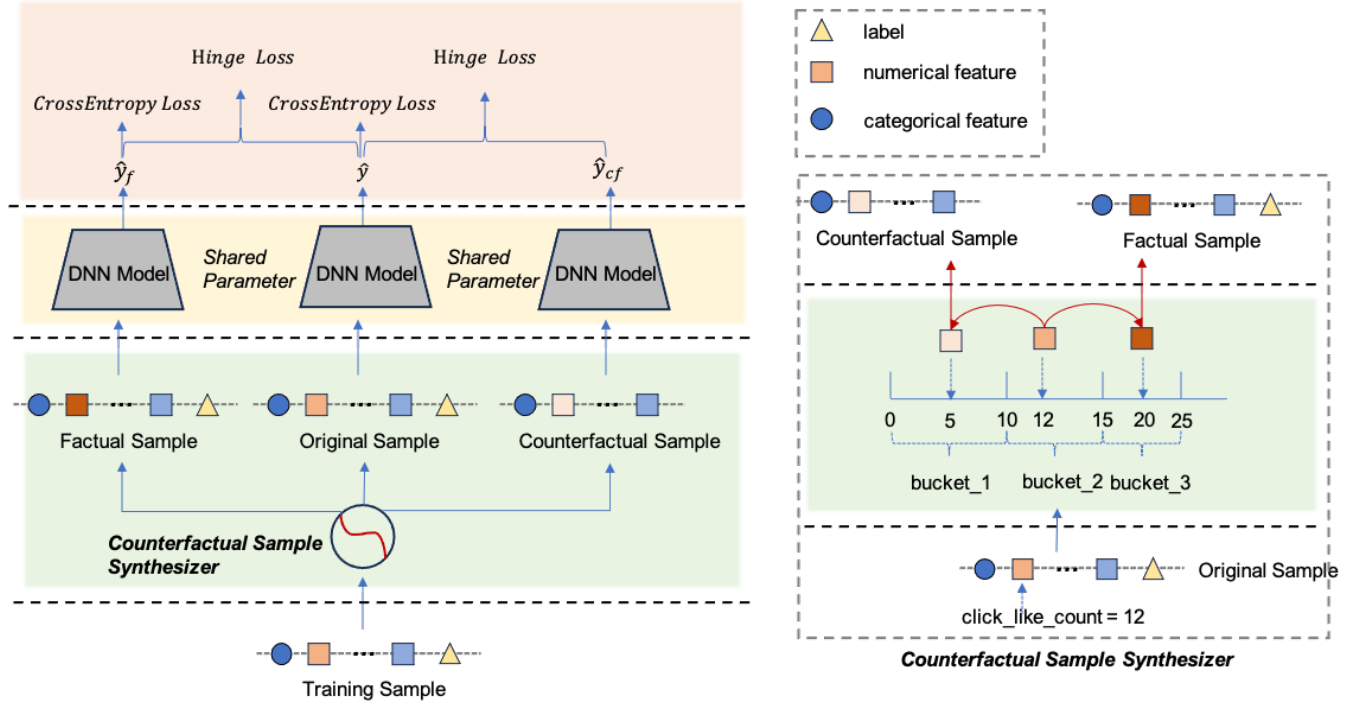 Hinge Loss
Hinge Loss
CrossEntropy Loss
CrossEntropy Loss
ŷ_f
ŷ
ŷ_cf
DNN Model
Shared
Parameter
DNN Model
Shared
Parameter
DNN Model
...
...
...
Factual Sample
Original Sample
Counterfactual Sample
Counterfactual Sample
Synthesizer
...
Training Sample
label
numerical feature
categorical feature
...
...
Counterfactual Sample
Factual Sample
0 5 10 12 15 20 25
bucket_1 bucket_2 bucket_3
...
Original Sample
click_like_count = 12
Counterfactual Sample Synthesizer